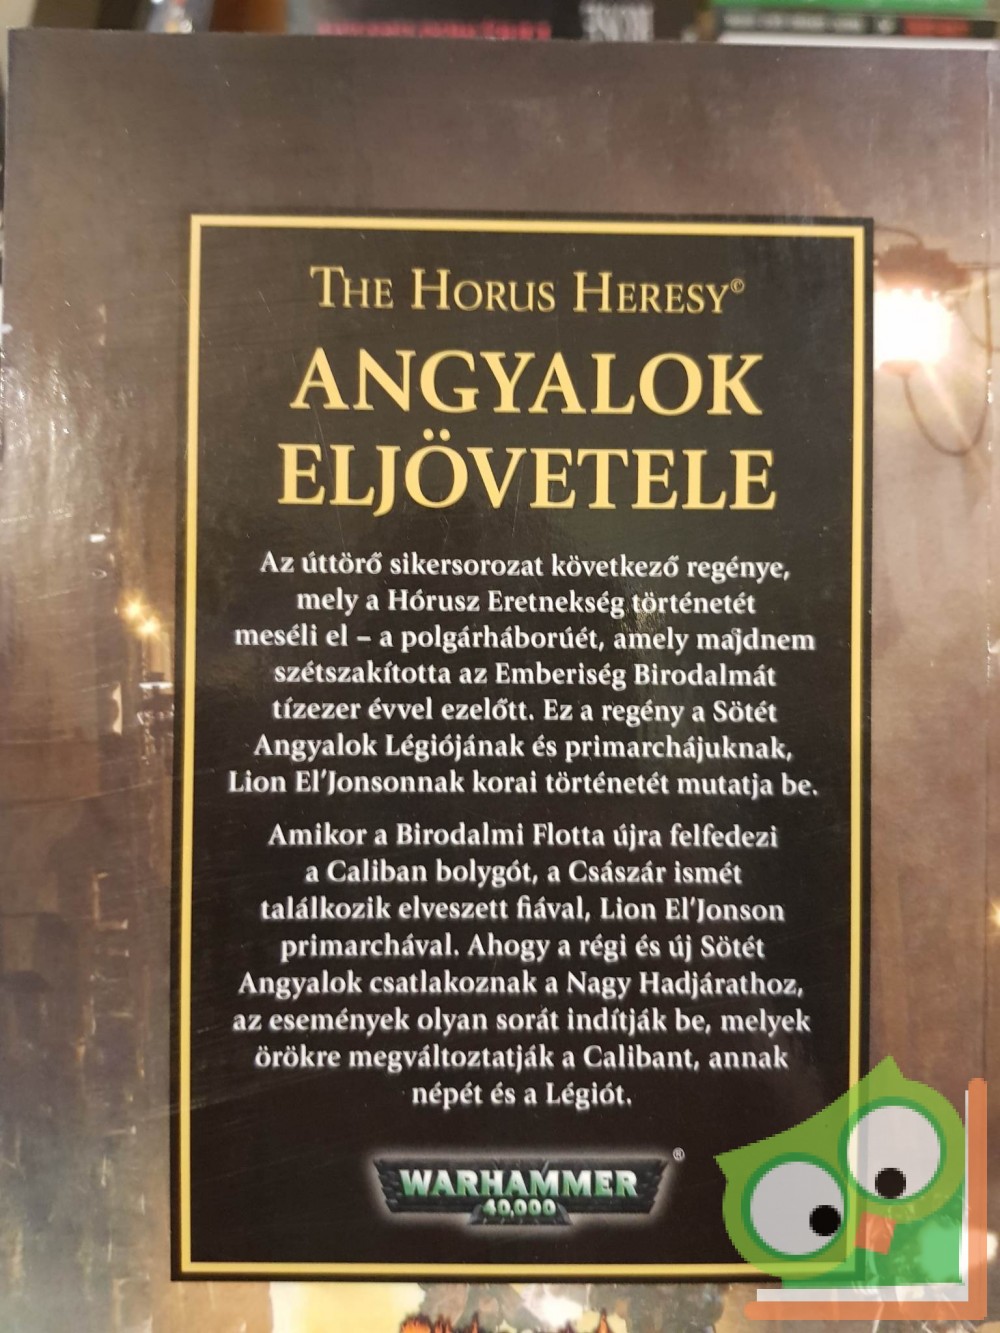 THE HORUS HERESY©
ANGYALOK
ELJÖVETELE
Az úttörő sikersorozat következő regénye,
mely a Hórusz Eretnekség történetét
meséli el – a polgárháborúét, amely majdnem
szétszakította az Emberiség Birodalmát
tízezer évvel ezelőtt. Ez a regény a Sötét
Angyalok Légiójának és primarchájuknak,
Lion El'Jonsonnak korai történetét mutatja be.
Amikor a Birodalmi Flotta újra felfedezi
a Caliban bolygót, a Császár ismét
találkozik elveszett fiával, Lion El'Jonson
primarchával. Ahogy a régi és új Sötét
Angyalok csatlakoznak a Nagy Hadjárathoz,
az események olyan sorát indítják be, melyek
örökre megváltoztatják a Calibant, annak
népét és a Légiót.
WARHAMMER®
40,000